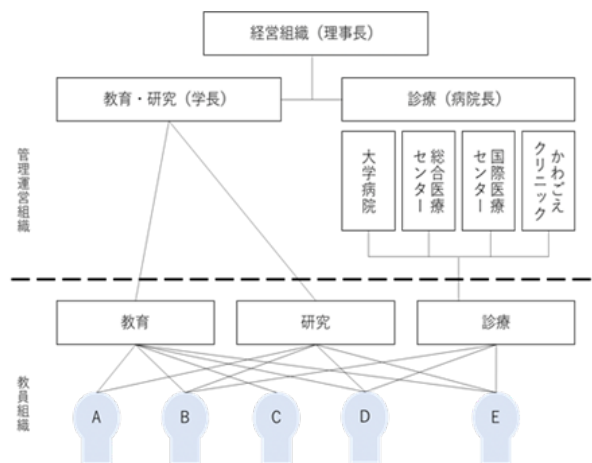 経営組織（理事長）
教育・研究（学長）
診療（病院長）
管理運営組織
大学病院
総合医療
センター
国際医療
センター
かわごえ
クリニック
教育
研究
診療
教員組織
A
B
C
D
E